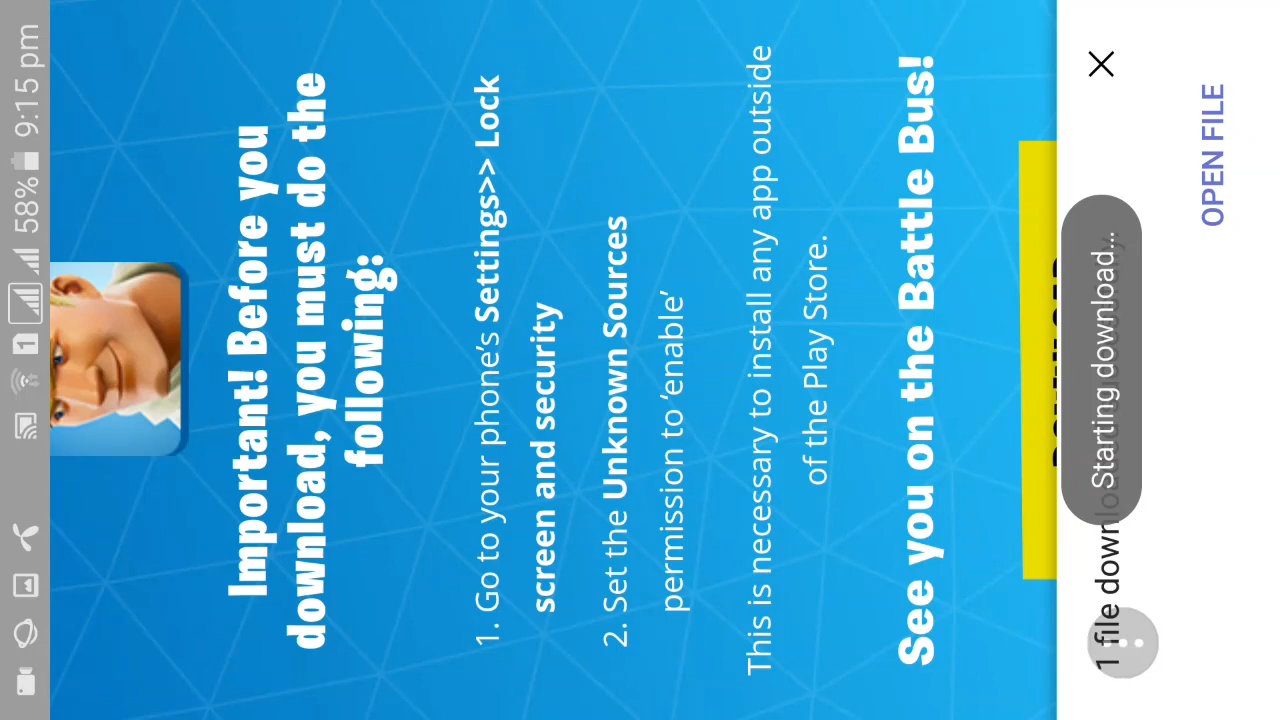 58% 9:15 pm
1
Important! Before you
download, you must do the
following:
1. Go to your phone's Settings>> Lock
screen and security
2. Set the Unknown Sources
permission to 'enable'
This is necessary to install any app outside
of the Play Store.
See you on the Battle Bus!
Starting download...
1 file downlo
OPEN FILE